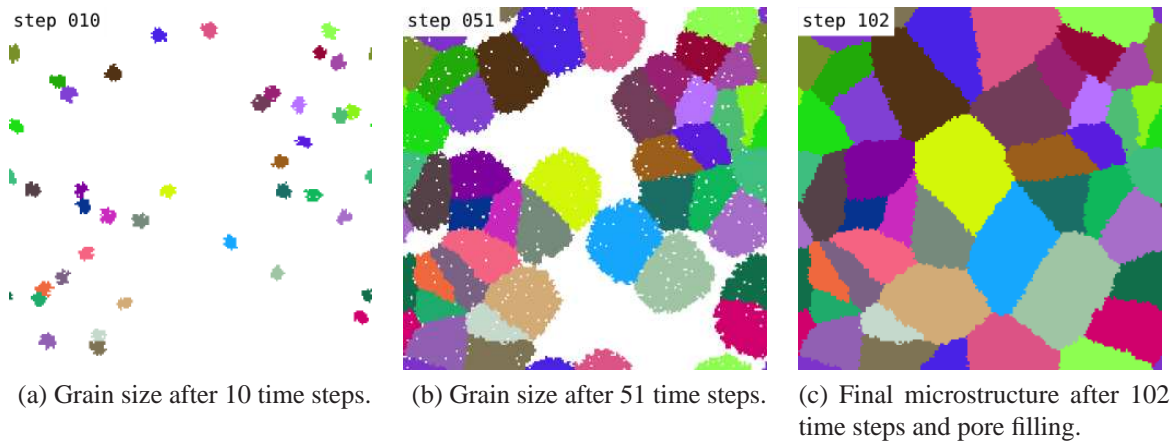 step 010
step 051
step 102
(a) Grain size after 10 time steps.
(b) Grain size after 51 time steps.
(c) Final microstructure after 102
time steps and pore filling.